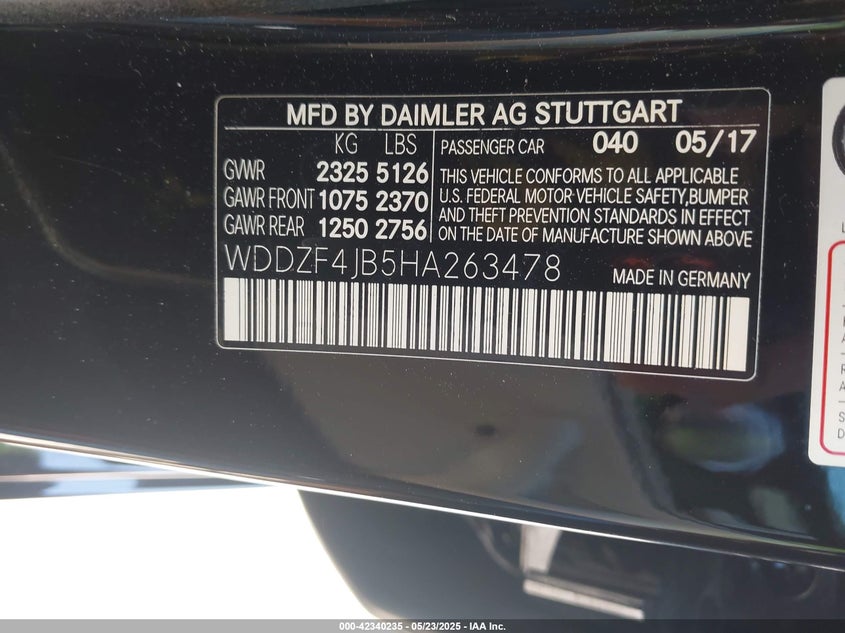 MFD BY DAIMLER AG STUTTGART
KG LBS PASSENGER CAR 040 05/17
GVWR 2325 5126 THIS VEHICLE CONFORMS TO ALL APPLICABLE
GAWR FRONT 1075 2370 U.S. FEDERAL MOTOR VEHICLE SAFETY,BUMPER
GAWR REAR 1250 2756 AND THEFT PREVENTION STANDARDS IN EFFECT
ON THE DATE OF MANUFACTURE SHOWN ABOVE
WDDZF4JB5HA263478 MADE IN GERMANY
000-42340235 - 05/23/2025 - IAA Inc.